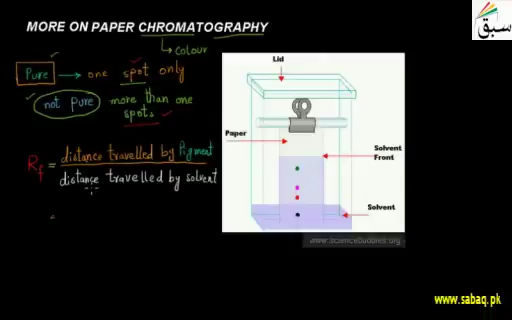 MORE ON PAPER CHROMATOGRAPHY
سبق
↳ colour
Pure → one spot only
not Pure more than one
spots
Rf = distance travelled by Pigment
distance travelled by solvent
Lid
Paper
Solvent
Front
Solvent
www.ScienceBuddies.org
www.sabaq.pk